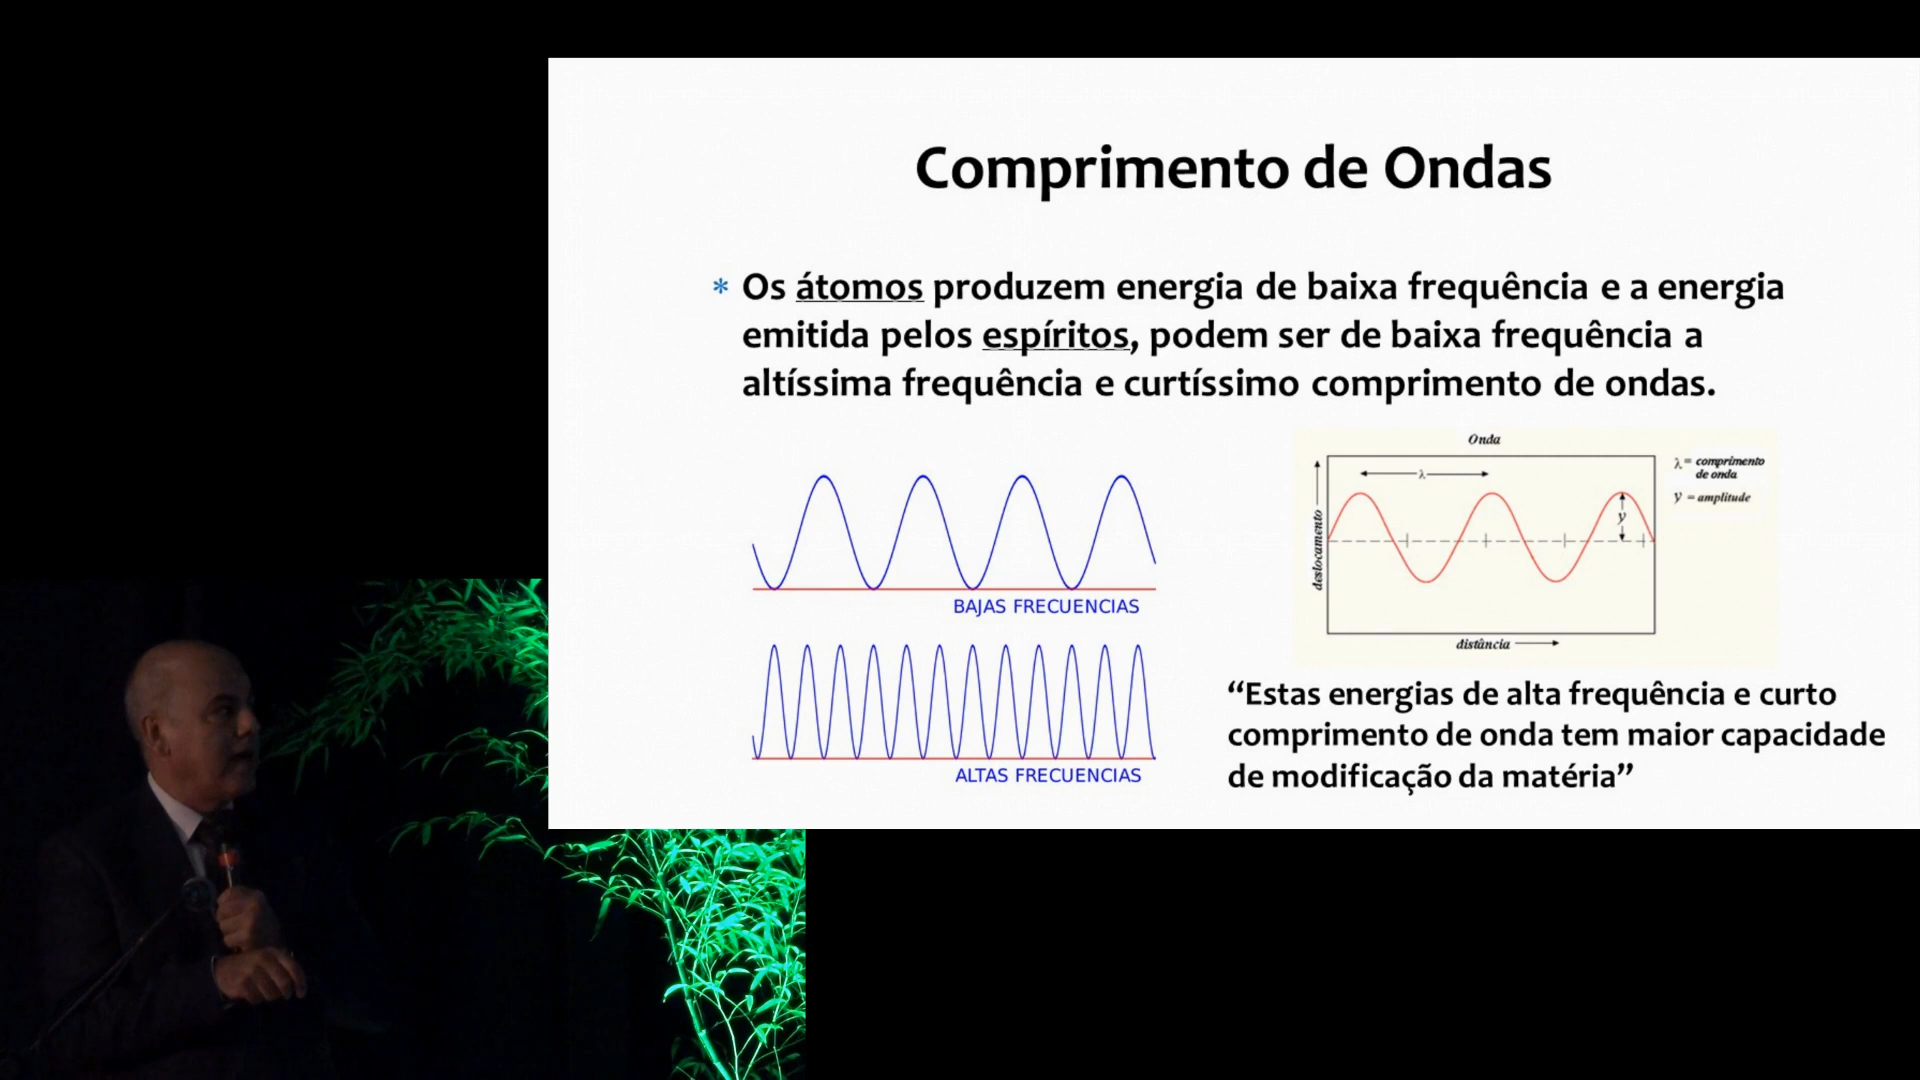 Comprimento de Ondas
* Os átomos produzem energia de baixa frequência e a energia
emitida pelos espíritos, podem ser de baixa frequência a
altíssima frequência e curtíssimo comprimento de ondas.
BAJAS FRECUENCIAS
ALTAS FRECUENCIAS
Onda
λ
y
deslocamento
distância
λ = comprimento
de onda
y = amplitude
“Estas energias de alta frequência e curto
comprimento de onda tem maior capacidade
de modificação da matéria”